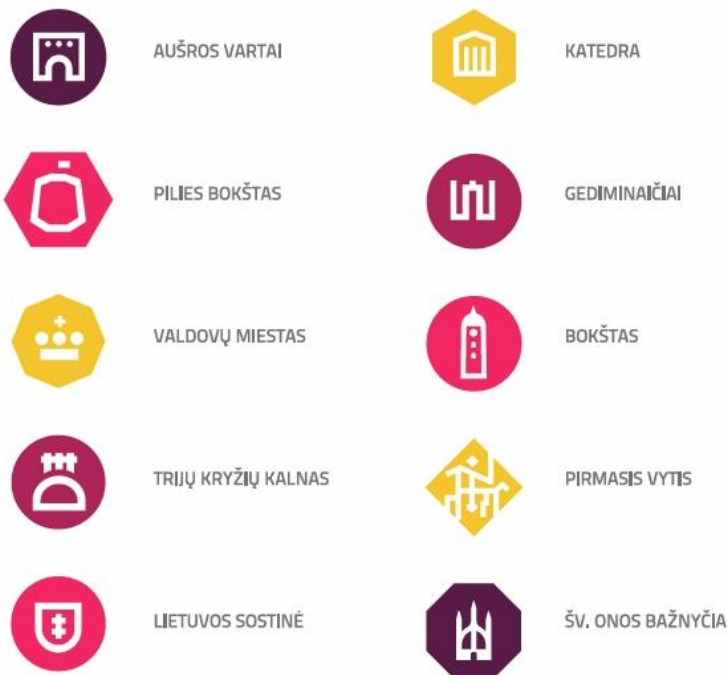 AUŠROS VARTAI
KATEDRA
PILIES BOKŠTAS
GEDIMINAIČIAI
VALDOVŲ MIESTAS
BOKŠTAS
TRIJŲ KRYŽIŲ KALNAS
PIRMASIS VYTIS
LIETUVOS SOSTINĖ
ŠV. ONOS BAŽNYČIA